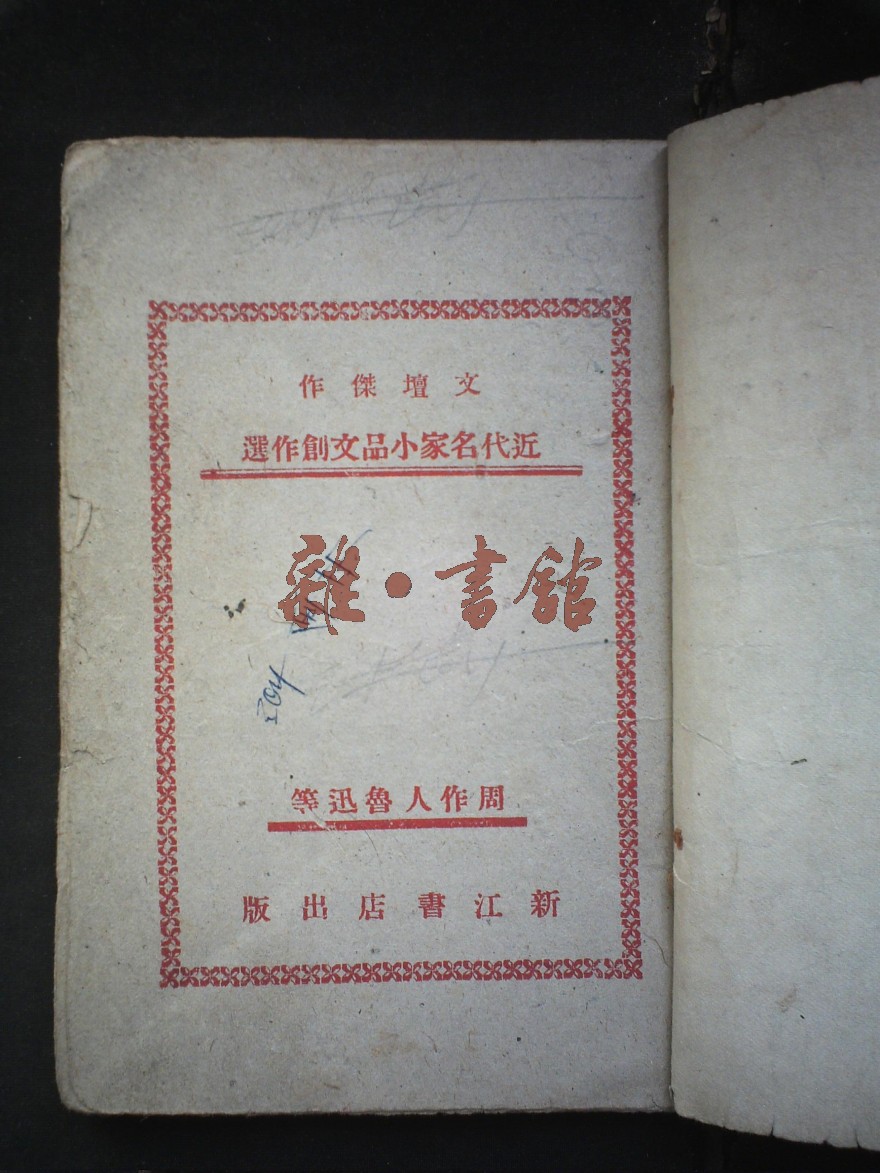 文壇傑作
近代名家小品文創作選
雜·書館
204
周作人魯迅等
新江書店出版